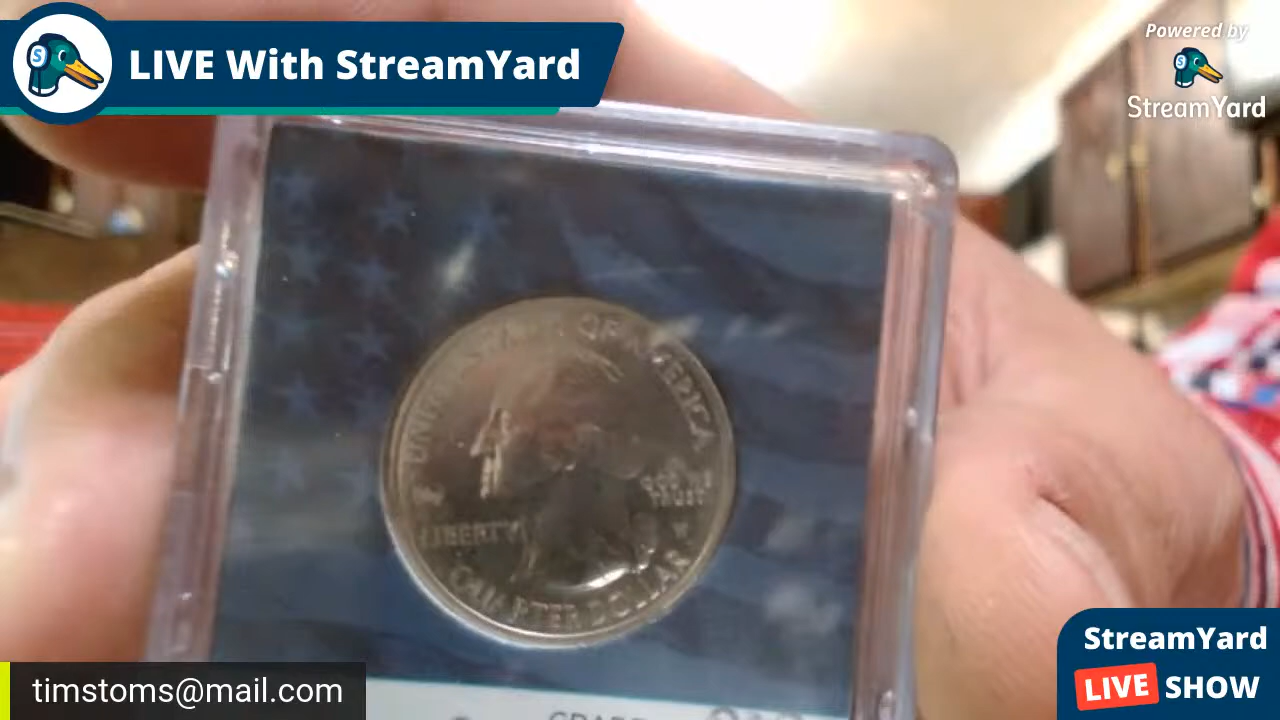 LIVE With StreamYard
Powered by
StreamYard
UNITED STATES OF AMERICA
GOD WE
TRUST
LIBERTY
QUARTER DOLLAR
timstoms@mail.com
StreamYard
LIVE SHOW